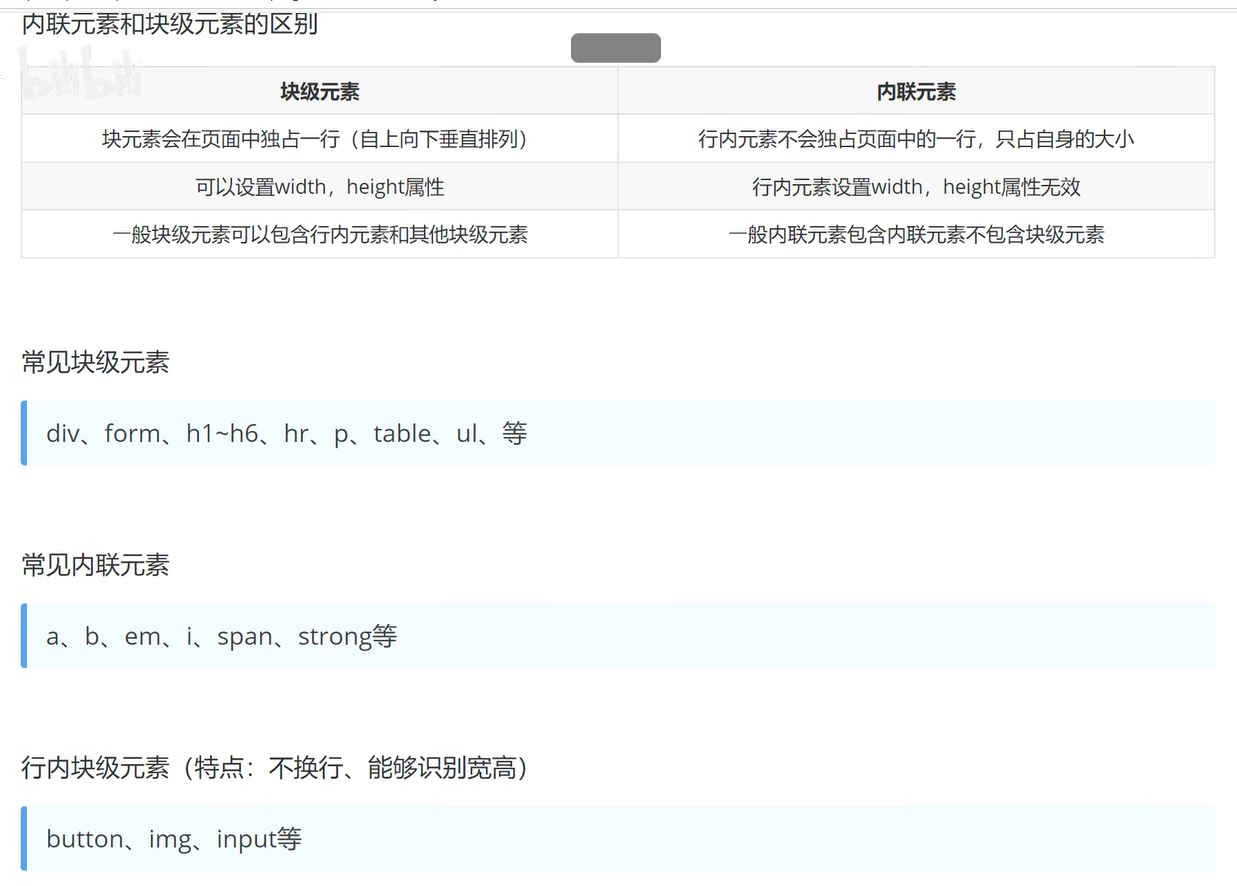 内联元素和块级元素的区别
bilibili
块级元素 内联元素
块元素会在页面中独占一行（自上向下垂直排列） 行内元素不会独占页面中的一行，只占自身的大小
可以设置width，height属性 行内元素设置width，height属性无效
一般块级元素可以包含行内元素和其他块级元素 一般内联元素包含内联元素不包含块级元素
常见块级元素
div、form、h1~h6、hr、p、table、ul、等
常见内联元素
a、b、em、i、span、strong等
行内块级元素（特点：不换行、能够识别宽高）
button、img、input等